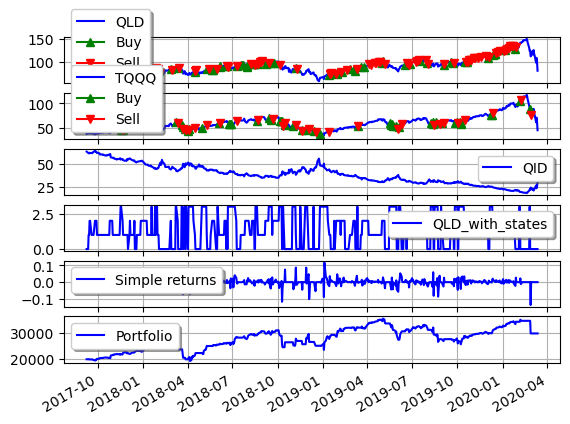 QLD
Buy
Sell
150
100
TQQQ
Buy
Sell
100
50
QID
50
25
QLD_with_states
2.5
0.0
Simple returns
0.1
0.0
−0.1
Portfolio
30000
20000
2017-10
2018-01
2018-04
2018-07
2018-10
2019-01
2019-04
2019-07
2019-10
2020-01
2020-04